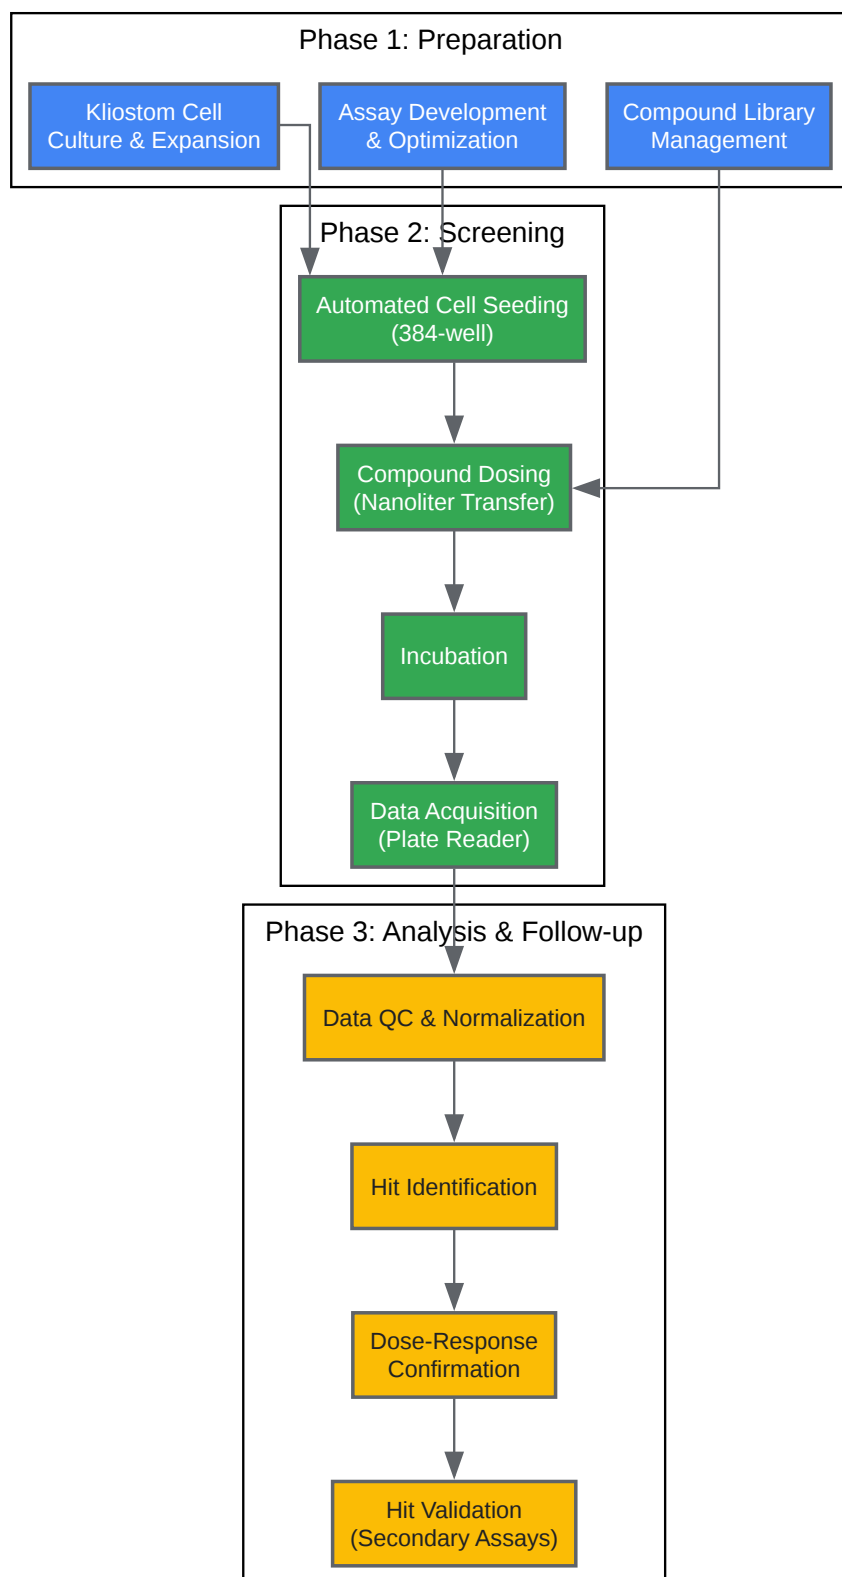 Phase 1: Preparation
Kliostom Cell
Culture & Expansion
Assay Development
& Optimization
Compound Library
Management
Phase 2: Screening
Automated Cell Seeding
(384-well)
Compound Dosing
(Nanoliter Transfer)
Incubation
Data Acquisition
(Plate Reader)
Phase 3: Analysis & Follow-up
Data QC & Normalization
Hit Identification
Dose-Response
Confirmation
Hit Validation
(Secondary Assays)